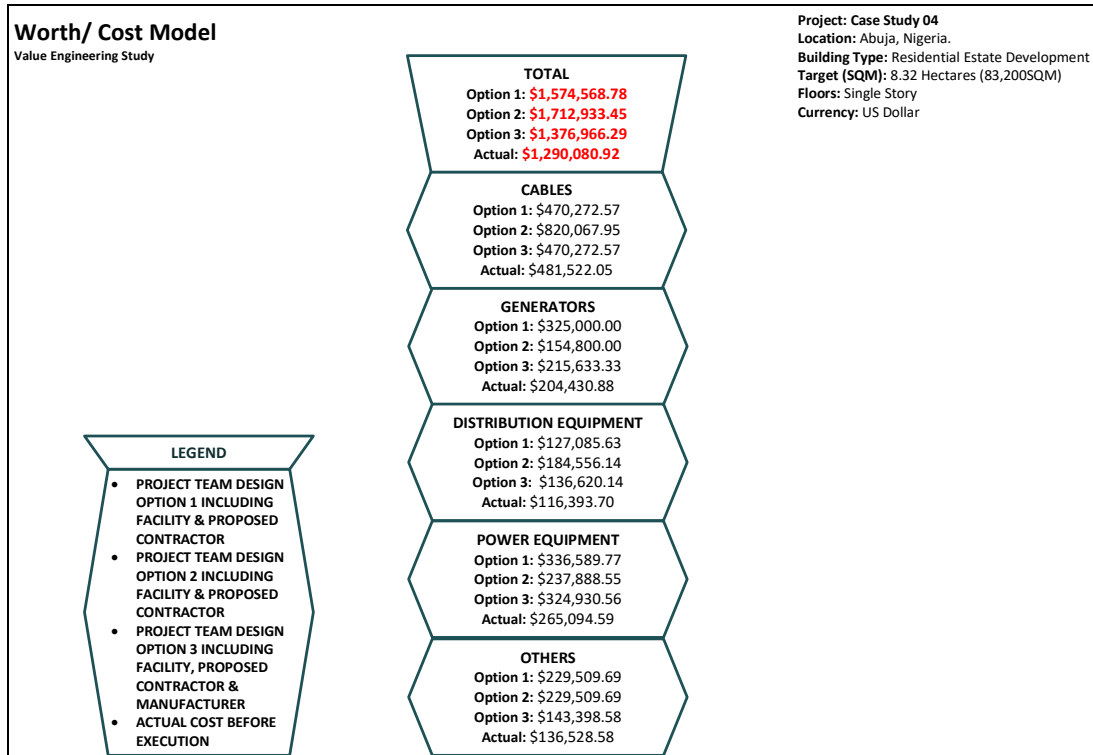 Worth/ Cost Model
Value Engineering Study
Project: Case Study 04
Location: Abuja, Nigeria.
Building Type: Residential Estate Development
Target (SQM): 8.32 Hectares (83,200SQM)
Floors: Single Story
Currency: US Dollar
TOTAL
Option 1: $1,574,568.78
Option 2: $1,712,933.45
Option 3: $1,376,966.29
Actual: $1,290,080.92
CABLES
Option 1: $470,272.57
Option 2: $820,067.95
Option 3: $470,272.57
Actual: $481,522.05
GENERATORS
Option 1: $325,000.00
Option 2: $154,800.00
Option 3: $215,633.33
Actual: $204,430.88
DISTRIBUTION EQUIPMENT
Option 1: $127,085.63
Option 2: $184,556.14
Option 3: $136,620.14
Actual: $116,393.70
POWER EQUIPMENT
Option 1: $336,589.77
Option 2: $237,888.55
Option 3: $324,930.56
Actual: $265,094.59
OTHERS
Option 1: $229,509.69
Option 2: $229,509.69
Option 3: $143,398.58
Actual: $136,528.58
LEGEND
• PROJECT TEAM DESIGN
OPTION 1 INCLUDING
FACILITY & PROPOSED
CONTRACTOR
• PROJECT TEAM DESIGN
OPTION 2 INCLUDING
FACILITY & PROPOSED
CONTRACTOR
• PROJECT TEAM DESIGN
OPTION 3 INCLUDING
FACILITY, PROPOSED
CONTRACTOR &
MANUFACTURER
• ACTUAL COST BEFORE
EXECUTION